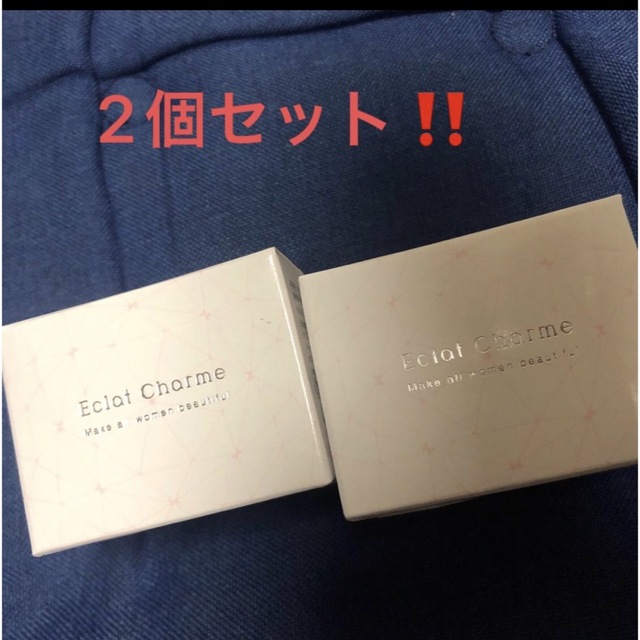 2個セット‼️
Eclat Charme
Make all women beautiful
Eclat Charme
Make all women beautiful